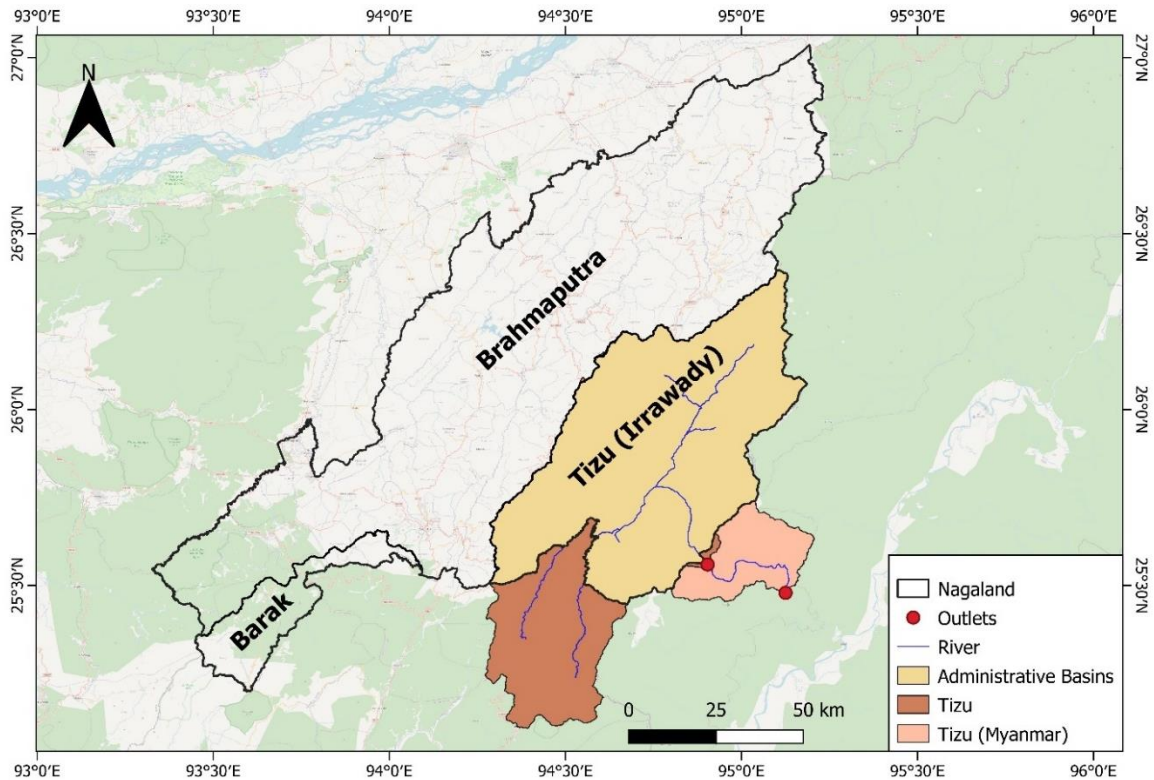 93°0'E 93°30'E 94°0'E 94°30'E 95°0'E 95°30'E 96°0'E
27°0'N 27°0'N
N
26°30'N 26°30'N
Brahmaputra
26°0'N 26°0'N
Tizu (Irrawady)
25°30'N 25°30'N
Barak
Nagaland
Outlets
River
Administrative Basins
Tizu
Tizu (Myanmar)
0 25 50 km
93°0'E 93°30'E 94°0'E 94°30'E 95°0'E 95°30'E 96°0'E